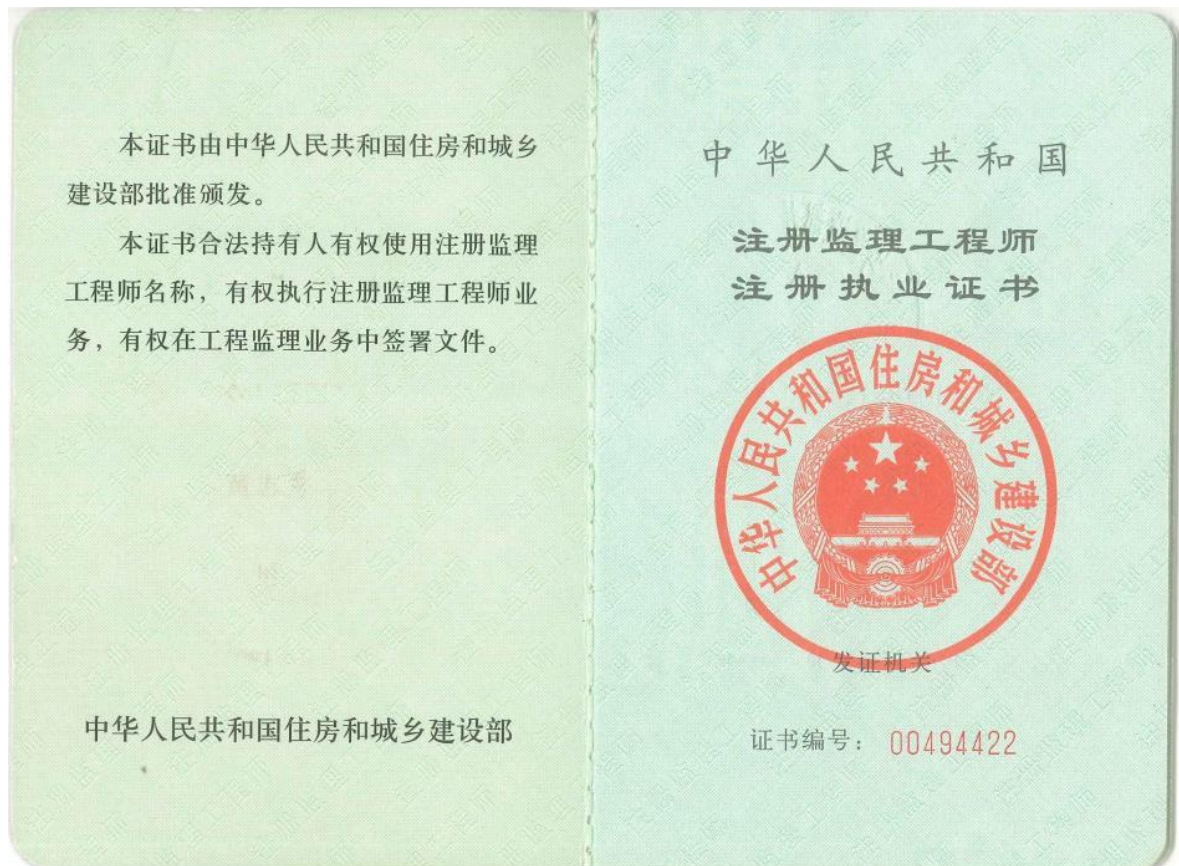 本证书由中华人民共和国住房和城乡
建设部批准颁发。
本证书合法持有人有权使用注册监理
工程师名称，有权执行注册监理工程师业
务，有权在工程监理业务中签署文件。
中华人民共和国住房和城乡建设部
中华人民共和国
注册监理工程师
注册执业证书
中华人民共和国住房和城乡建设部
发证机关
证书编号：00494422